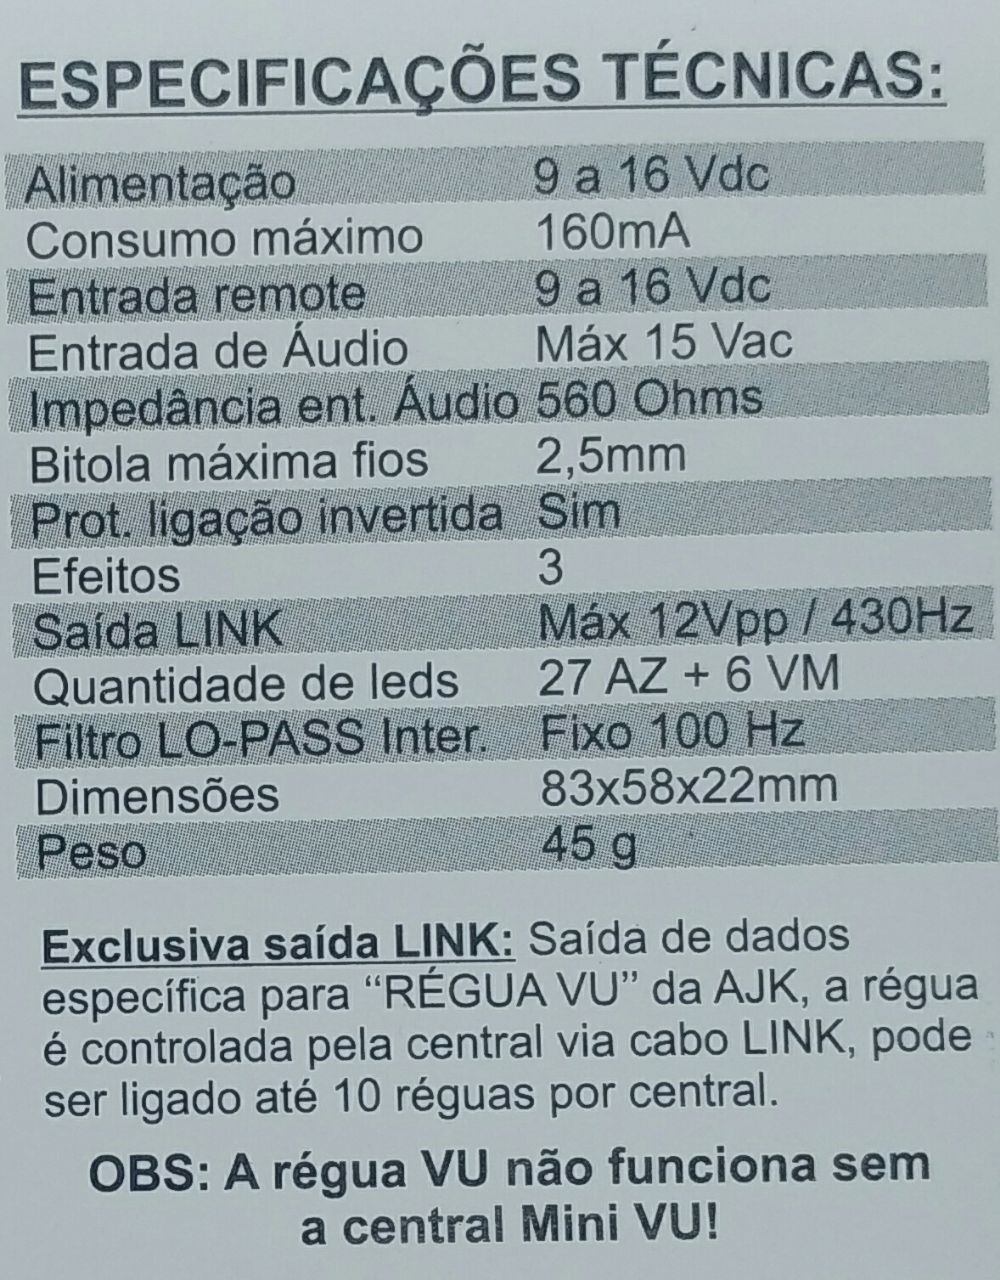 ESPECIFICAÇÕES TÉCNICAS:
Alimentação 9 a 16 Vdc
Consumo máximo 160mA
Entrada remote 9 a 16 Vdc
Entrada de Áudio Máx 15 Vac
Impedância ent. Áudio 560 Ohms
Bitola máxima fios 2,5mm
Prot. ligação invertida Sim
Efeitos 3
Saída LINK Máx 12Vpp / 430Hz
Quantidade de leds 27 AZ + 6 VM
Filtro LO-PASS Inter. Fixo 100 Hz
Dimensões 83x58x22mm
Peso 45 g
Exclusiva saída LINK: Saída de dados
específica para “RÉGUA VU” da AJK, a régua
é controlada pela central via cabo LINK, pode
ser ligado até 10 réguas por central.
OBS: A régua VU não funciona sem
a central Mini VU!